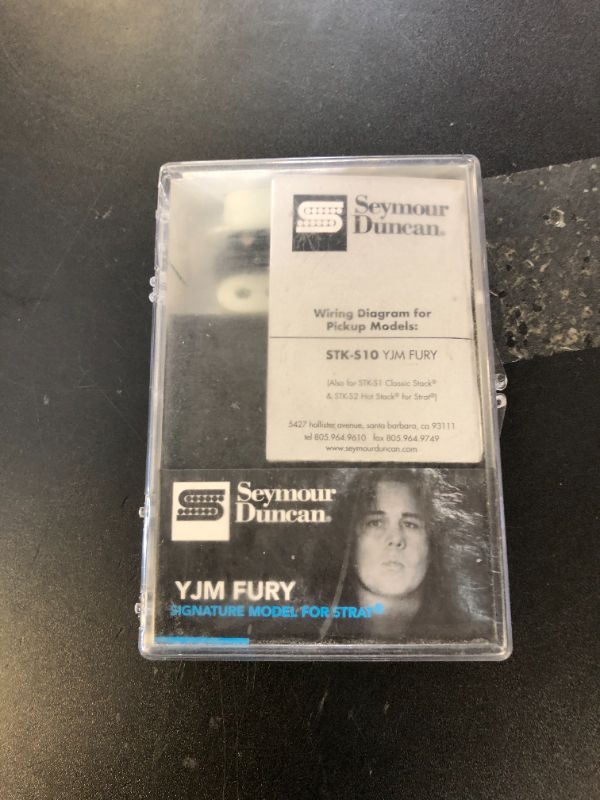 Seymour
Duncan®
Wiring Diagram for
Pickup Models:
STK-S10 YJM FURY
(Also for STK-S1 Classic Stack®
& STK-S2 Hot Stack® for Strat®)
5427 hollister avenue, santa barbara, ca 93111
tel 805.964.9610 fax 805.964.9749
www.seymourduncan.com
Seymour
Duncan®
YJM FURY
SIGNATURE MODEL FOR STRAT®